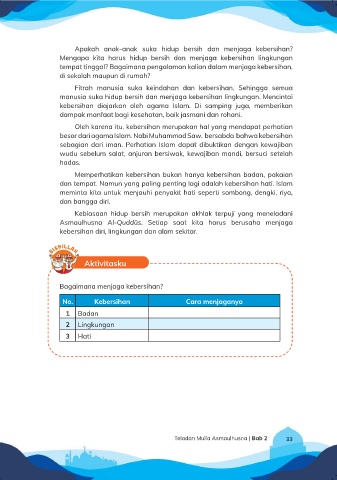 Apakah anak-anak suka hidup bersih dan menjaga kebersihan?
Mengapa kita harus hidup bersih dan menjaga kebersihan lingkungan
tempat tinggal? Bagaimana pengalaman kalian dalam menjaga kebersihan,
di sekolah maupun di rumah?
Fitrah manusia suka keindahan dan kebersihan. Sehingga semua
manusia suka hidup bersih dan menjaga kebersihan lingkungan. Mencintai
kebersihan diajarkan oleh agama Islam. Di samping juga, memberikan
dampak manfaat bagi kesehatan, baik jasmani dan rohani.
Oleh karena itu, kebersihan merupakan hal yang mendapat perhatian
besar dari agama Islam. Nabi Muhammad Saw. bersabda bahwa kebersihan
sebagian dari iman. Perhatian Islam dapat dibuktikan dengan kewajiban
wudu sebelum salat, anjuran bersiwak, kewajiban mandi, bersuci setelah
hadas.
Memperhatikan kebersihan bukan hanya kebersihan badan, pakaian
dan tempat. Namun yang paling penting lagi adalah kebersihan hati. Islam
meminta kita untuk menjauhi penyakit hati seperti sombong, dengki, riya,
dan bangga diri.
Kebiasaan hidup bersih merupakan akhlak terpuji yang meneladani
Asmaulhusna Al-Quddūs. Setiap saat kita harus berusaha menjaga
kebersihan diri, lingkungan dan alam sekitar.
BISMILLAH
Aktivitasku
Bagaimana menjaga kebersihan?
No. Kebersihan Cara menjaganya
1 Badan
2 Lingkungan
3 Hati
Teladan Mulia Asmaulhusna | Bab 2 33